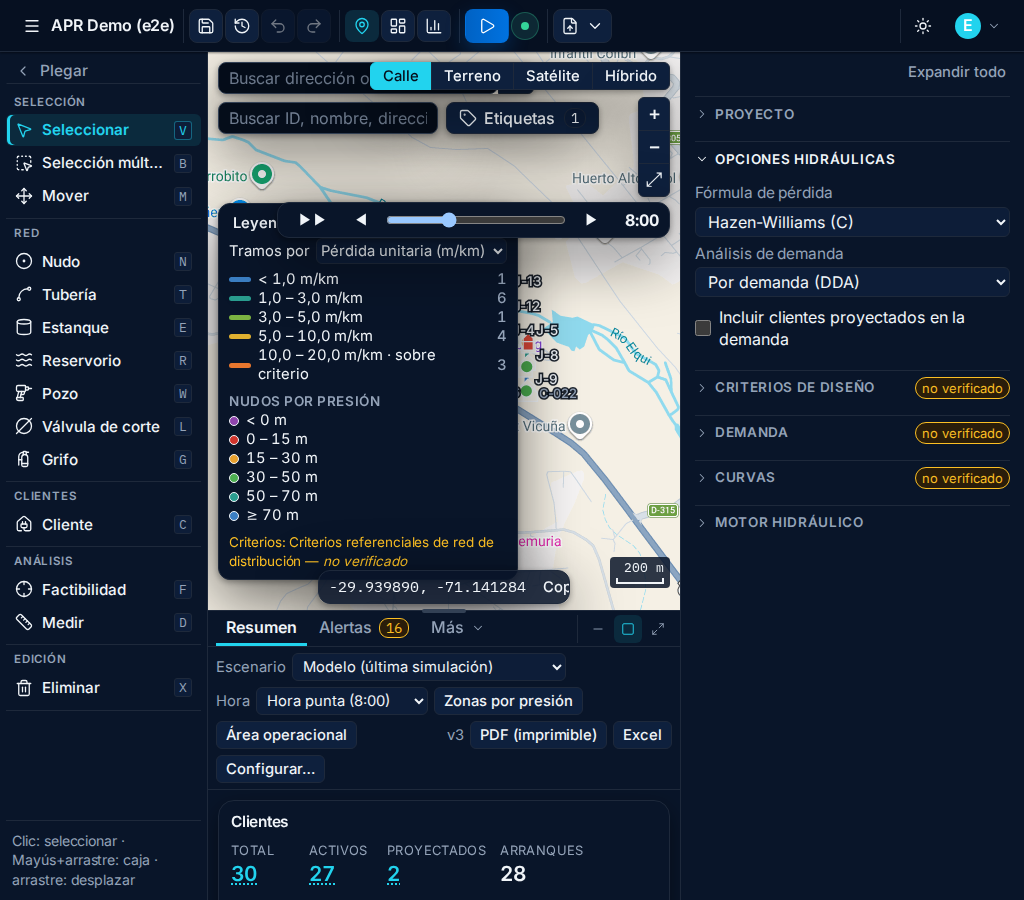 APR Demo (e2e)
E
Plegar
SELECCIÓN
Seleccionar V
Selección múlt... B
Mover M
RED
Nudo N
Tubería T
Estanque E
Reservorio R
Pozo W
Válvula de corte L
Grifo G
CLIENTES
Cliente C
ANÁLISIS
Factibilidad F
Medir D
EDICIÓN
Eliminar X
Clic: seleccionar ·
Mayús+arrastre: caja ·
arrastre: desplazar
Buscar dirección o
Calle Terreno Satélite Híbrido
Buscar ID, nombre, direcci
Etiquetas 1
+
−
Huerto Alto
8:00
Leyen
Tramos por Pérdida unitaria (m/km)
< 1,0 m/km 1
1,0 – 3,0 m/km 6
3,0 – 5,0 m/km 1
5,0 – 10,0 m/km 4
10,0 – 20,0 m/km · sobre
criterio 3
NUDOS POR PRESIÓN
< 0 m
0 – 15 m
15 – 30 m
30 – 50 m
50 – 70 m
≥ 70 m
Criterios: Criterios referenciales de red de
distribución — no verificado
J-13
J-12
J-5
J-8
J-9
C-022
Río Elqui
Vicuña
D-315
200 m
-29.939890, -71.141284 Cop
Resumen Alertas 16 Más
Escenario Modelo (última simulación)
Hora Hora punta (8:00) Zonas por presión
Área operacional v3 PDF (imprimible) Excel
Configurar...
Clientes
TOTAL ACTIVOS PROYECTADOS ARRANQUES
30 27 2 28
Expandir todo
PROYECTO
OPCIONES HIDRÁULICAS
Fórmula de pérdida
Hazen-Williams (C)
Análisis de demanda
Por demanda (DDA)
Incluir clientes proyectados en la
demanda
CRITERIOS DE DISEÑO no verificado
DEMANDA no verificado
CURVAS no verificado
MOTOR HIDRÁULICO